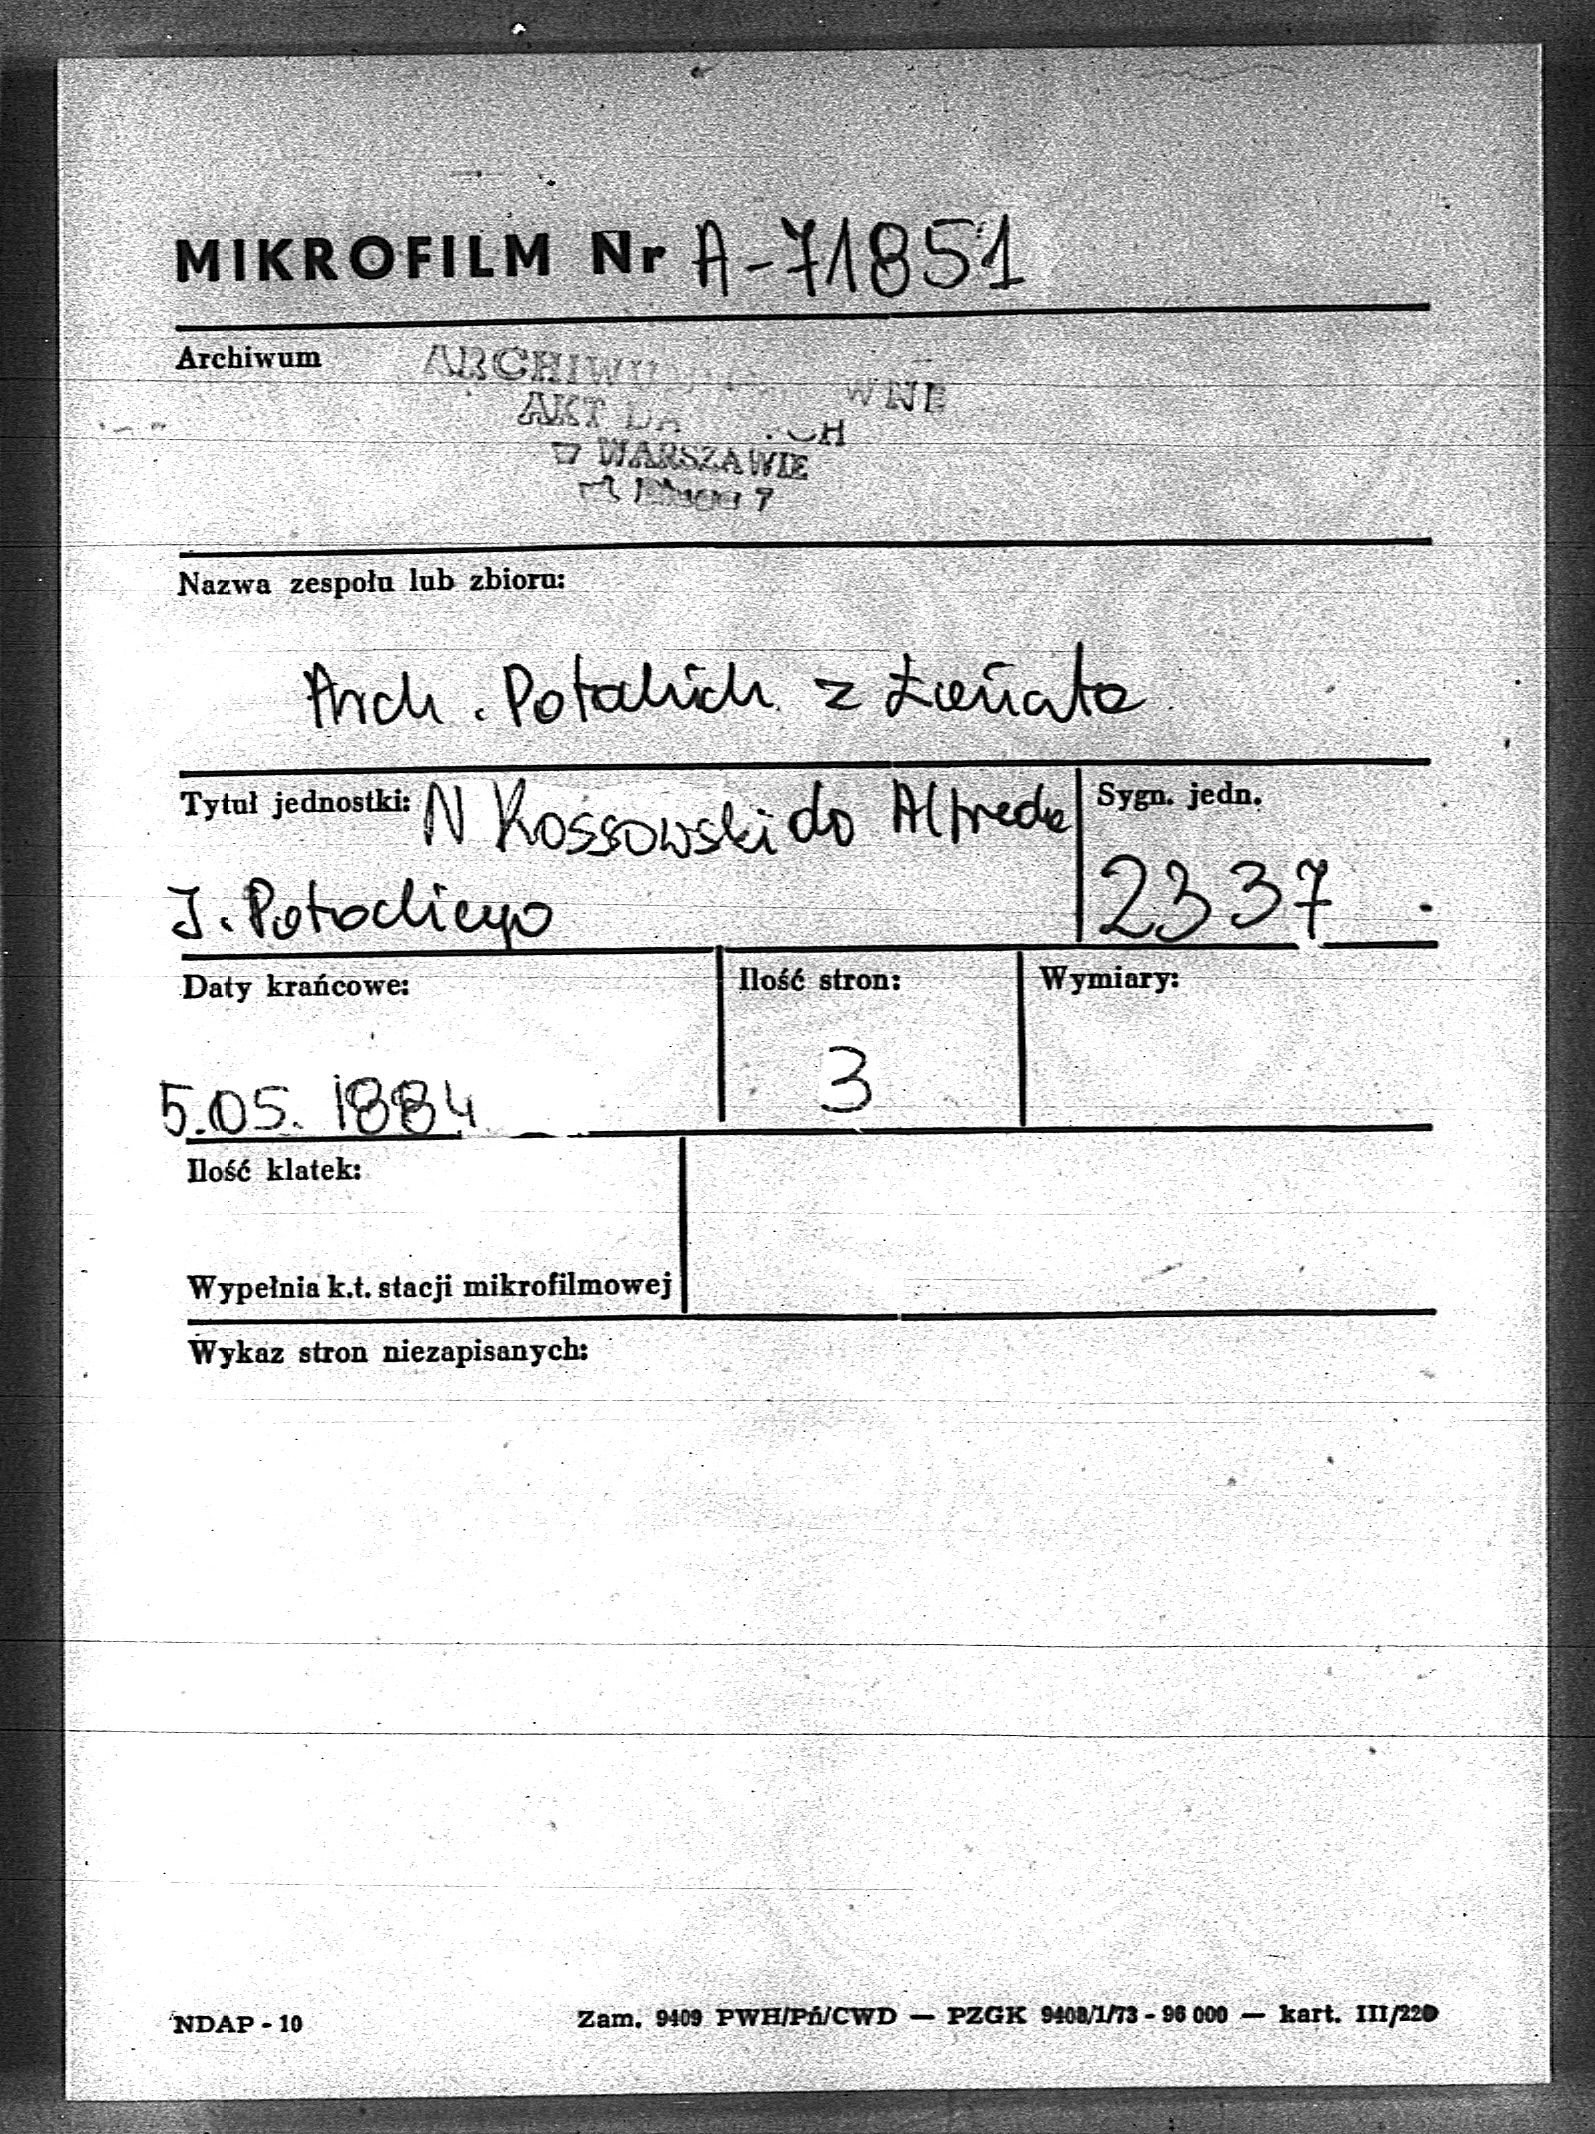 MIKROFILM Nr A-71851
Archiwum
ARCHIWUM WNE
AKT
WARSZAWIE
7
Nazwa zespołu lub zbioru:
Arch. Potockich z Łańcuta
Tytuł jednostki: N Kossowski do Alfreda
Sygn. jedn.
J. Potockiego
2337
Daty krańcowe:
Ilość stron:
Wymiary:
5.05. 1884
3
Ilość klatek:
Wypełnia k.t. stacji mikrofilmowej
Wykaz stron niezapisanych:
NDAP - 10
Zam. 9409 PWH/Pń/CWD — PZGK 9408/1/73 - 96 000 — kart. III/220